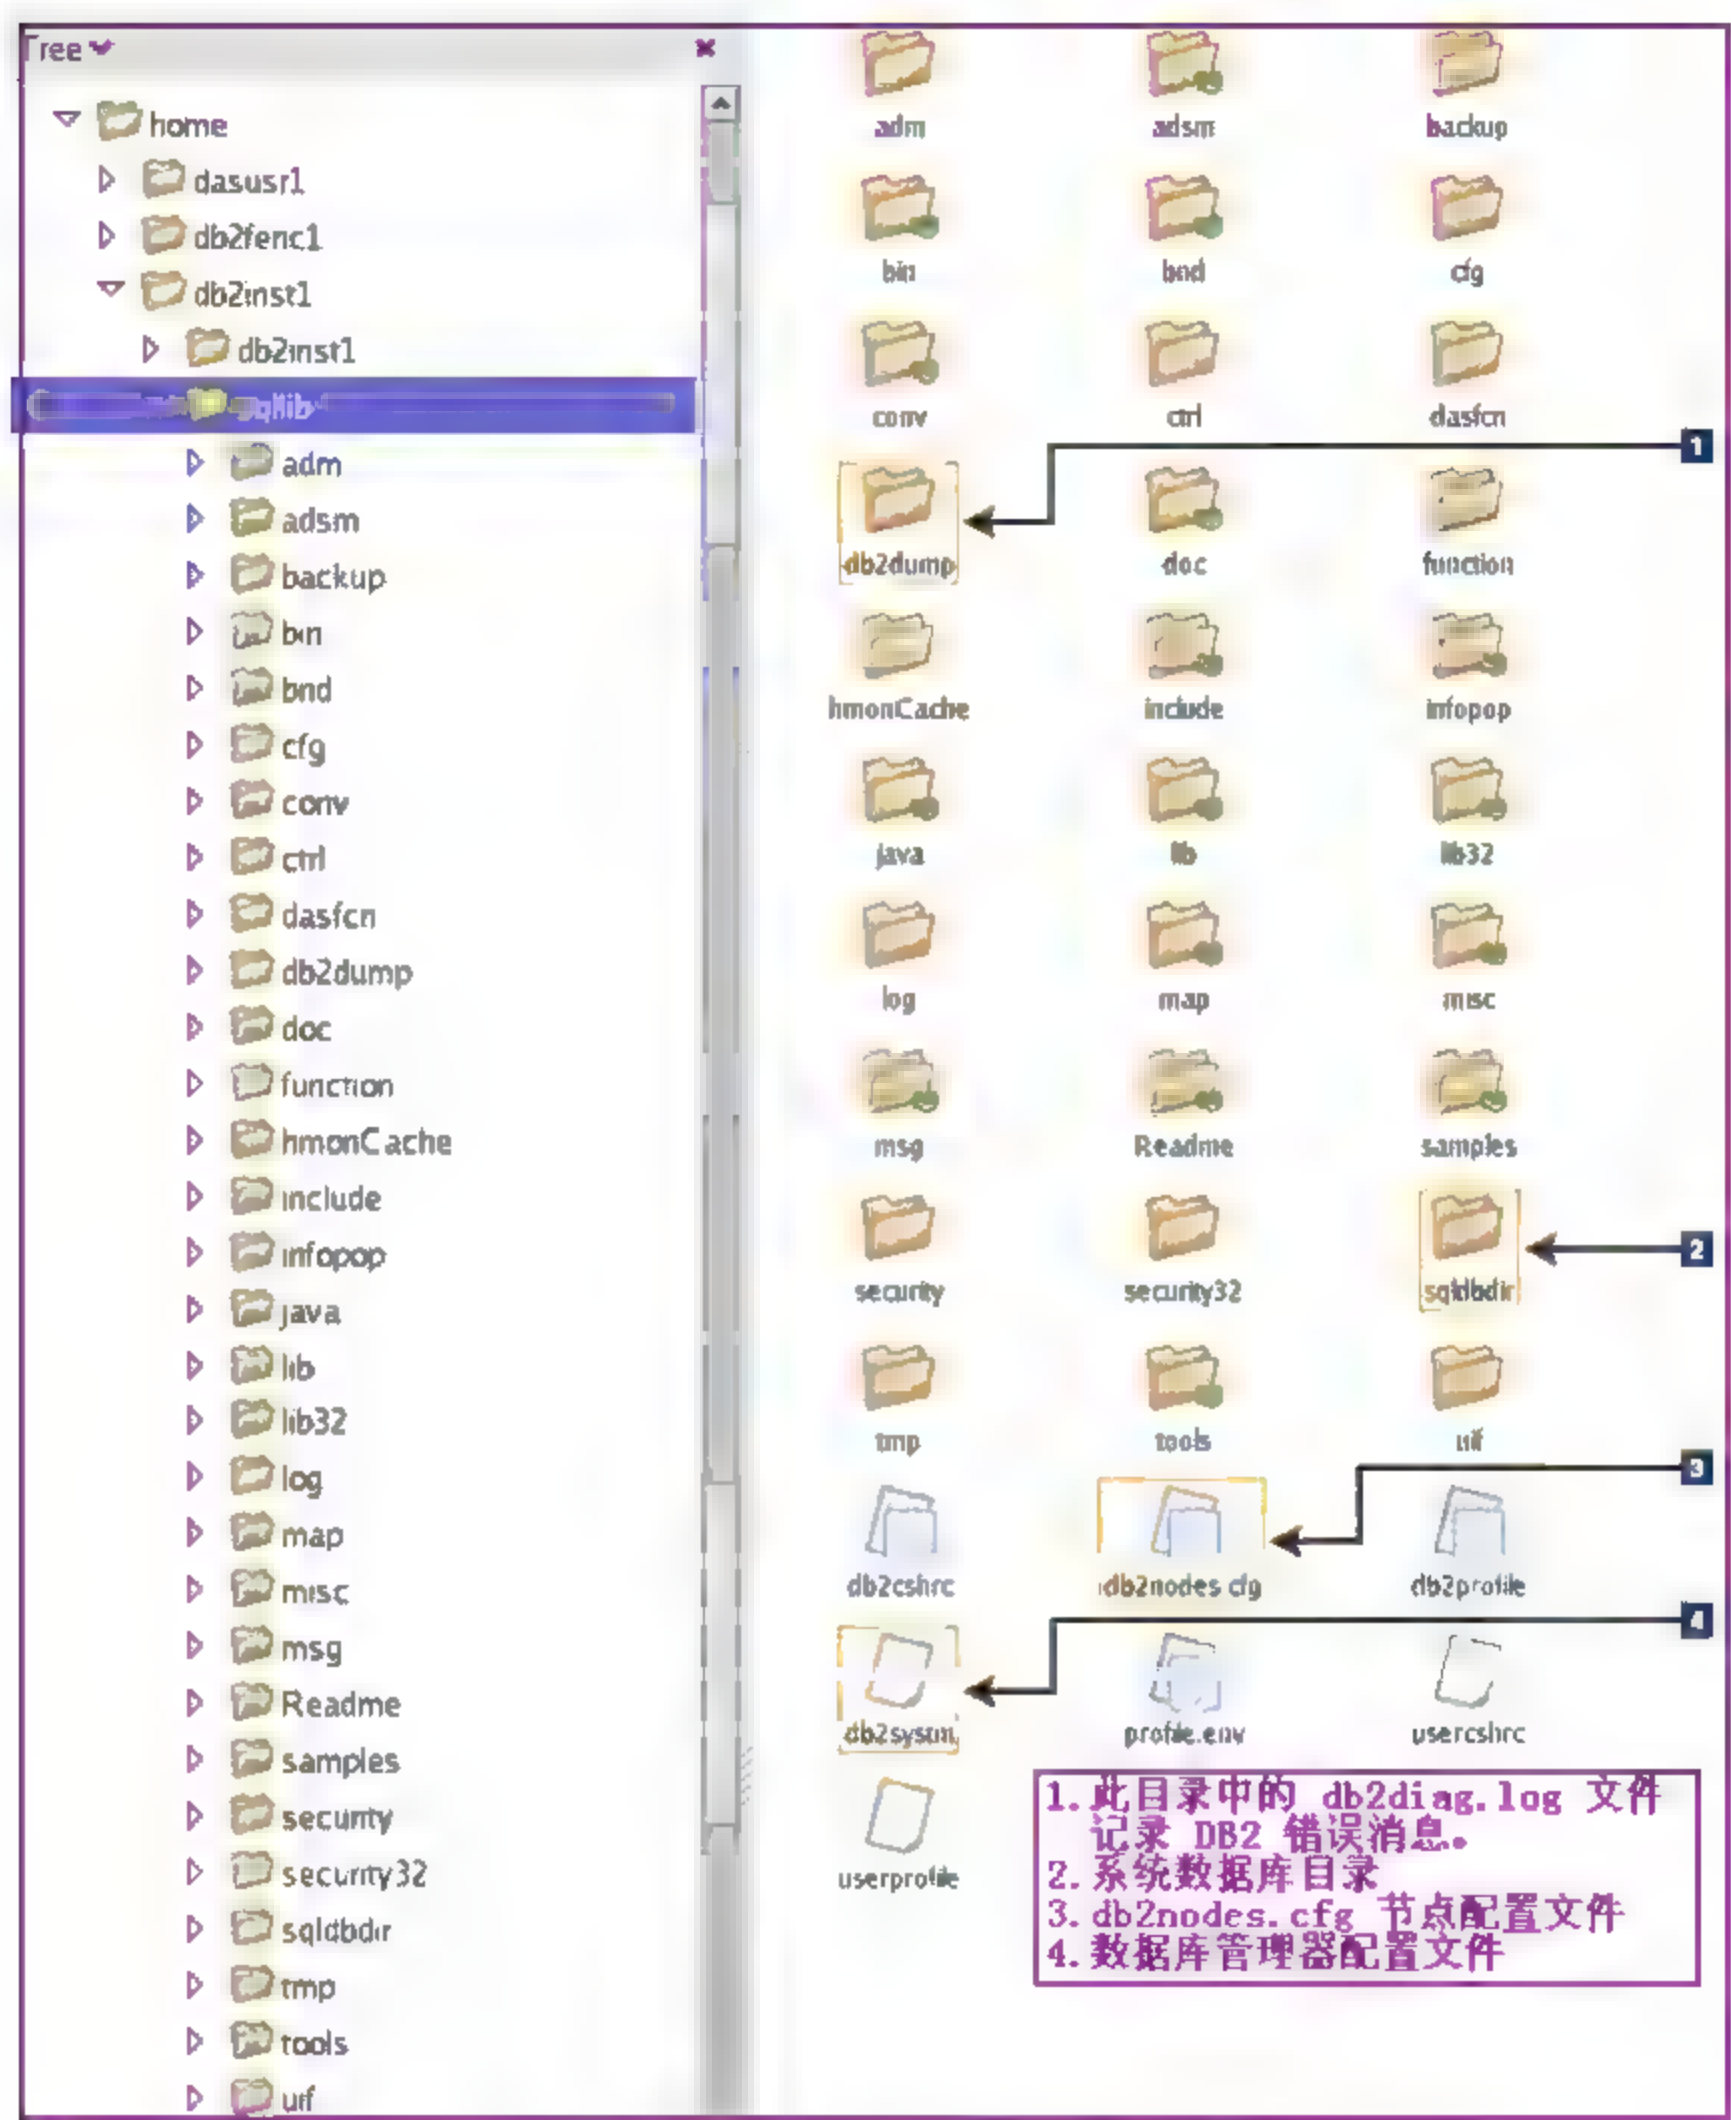 Tree
home
dasusr1
db2fenc1
db2inst1
db2inst1
sqllib
adm
adsm
backup
bin
bnd
cfg
conv
ctrl
dasfcn
db2dump
doc
function
hmonCache
include
infopop
java
lib
lib32
log
map
misc
msg
Readme
samples
security
security32
sqldbdir
tmp
tools
uif
adm adsm backup
bin bnd cfg
conv ctrl dasfcn
1
db2dump doc function
hmonCache include infopop
java lib lib32
log map misc
msg Readme samples
2
security security32 sqldbdir
tmp tools uif
3
db2cshrc db2nodes.cfg db2profile
4
db2systm profile.env usercshrc
userprofile
1. 此目录中的 db2diag.log 文件
记录 DB2 错误消息。
2. 系统数据库目录
3. db2nodes.cfg 节点配置文件
4. 数据库管理器配置文件